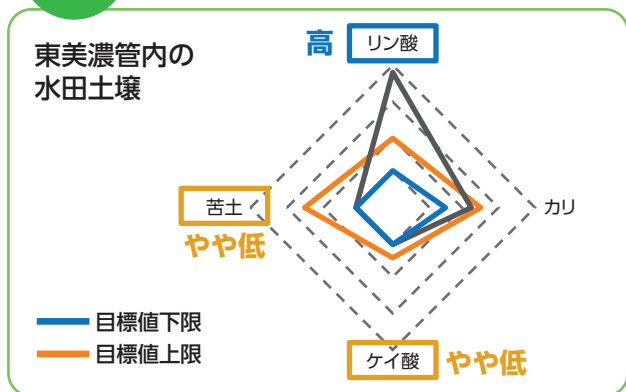 東美濃管内の
水田土壌
高
リン酸
苦土
やや低
カリ
ケイ酸
やや低
目標値下限
目標値上限